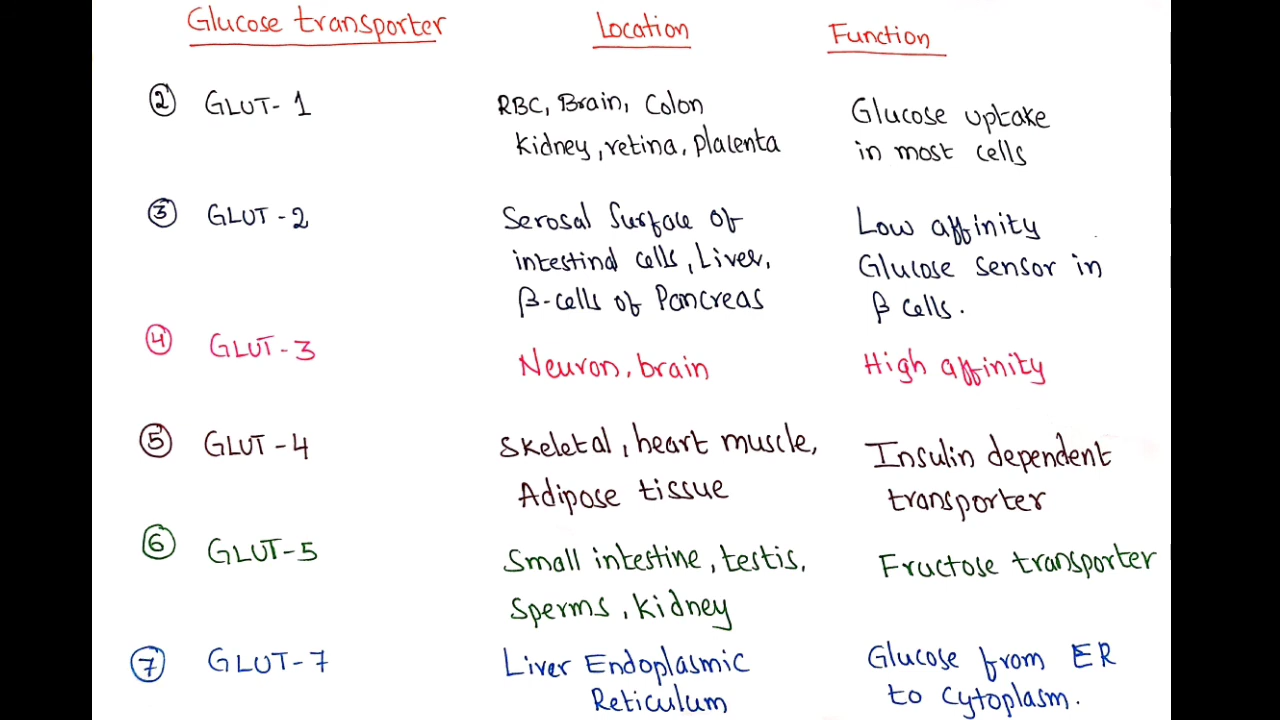 Glucose transporter Location Function
② GLUT-1 RBC, Brain, Colon Glucose uptake
kidney, retina, placenta in most cells
③ GLUT-2 Serosal Surface of Low affinity
intestinal cells, Liver, Glucose sensor in
β-cells of Pancreas β cells.
④ GLUT-3 Neuron, brain High affinity
⑤ GLUT-4 Skeletal, heart muscle, Insulin dependent
Adipose tissue transporter
⑥ GLUT-5 Small intestine, testis, Fructose transporter
Sperms, kidney
⑦ GLUT-7 Liver Endoplasmic Glucose from ER
Reticulum to Cytoplasm.